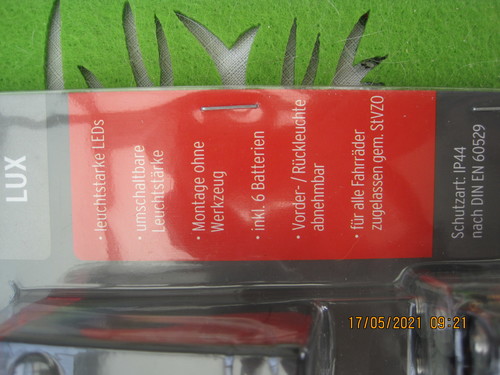 LUX
• leuchtstarke LEDs
• umschaltbare
Leuchtstärke
• Montage ohne
Werkzeug
• inkl. 6 Batterien
• Vorder- / Rückleuchte
abnehmbar
• für alle Fahrräder
zugelassen gem. StVZO
Schutzart: IP44
nach DIN EN 60529
17/05/2021 09:21